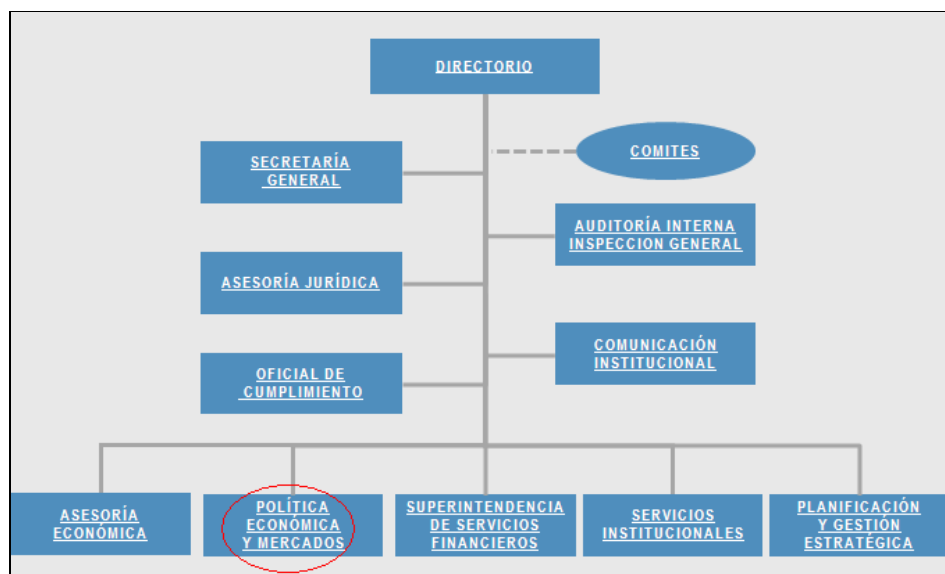 DIRECTORIO
COMITES
SECRETARÍA
GENERAL
AUDITORÍA INTERNA
INSPECCION GENERAL
ASESORÍA JURÍDICA
COMUNICACIÓN
INSTITUCIONAL
OFICIAL DE
CUMPLIMIENTO
ASESORÍA
ECONÓMICA
POLÍTICA
ECONÓMICA
Y MERCADOS
SUPERINTENDENCIA
DE SERVICIOS
FINANCIEROS
SERVICIOS
INSTITUCIONALES
PLANIFICACIÓN
Y GESTIÓN
ESTRATÉGICA